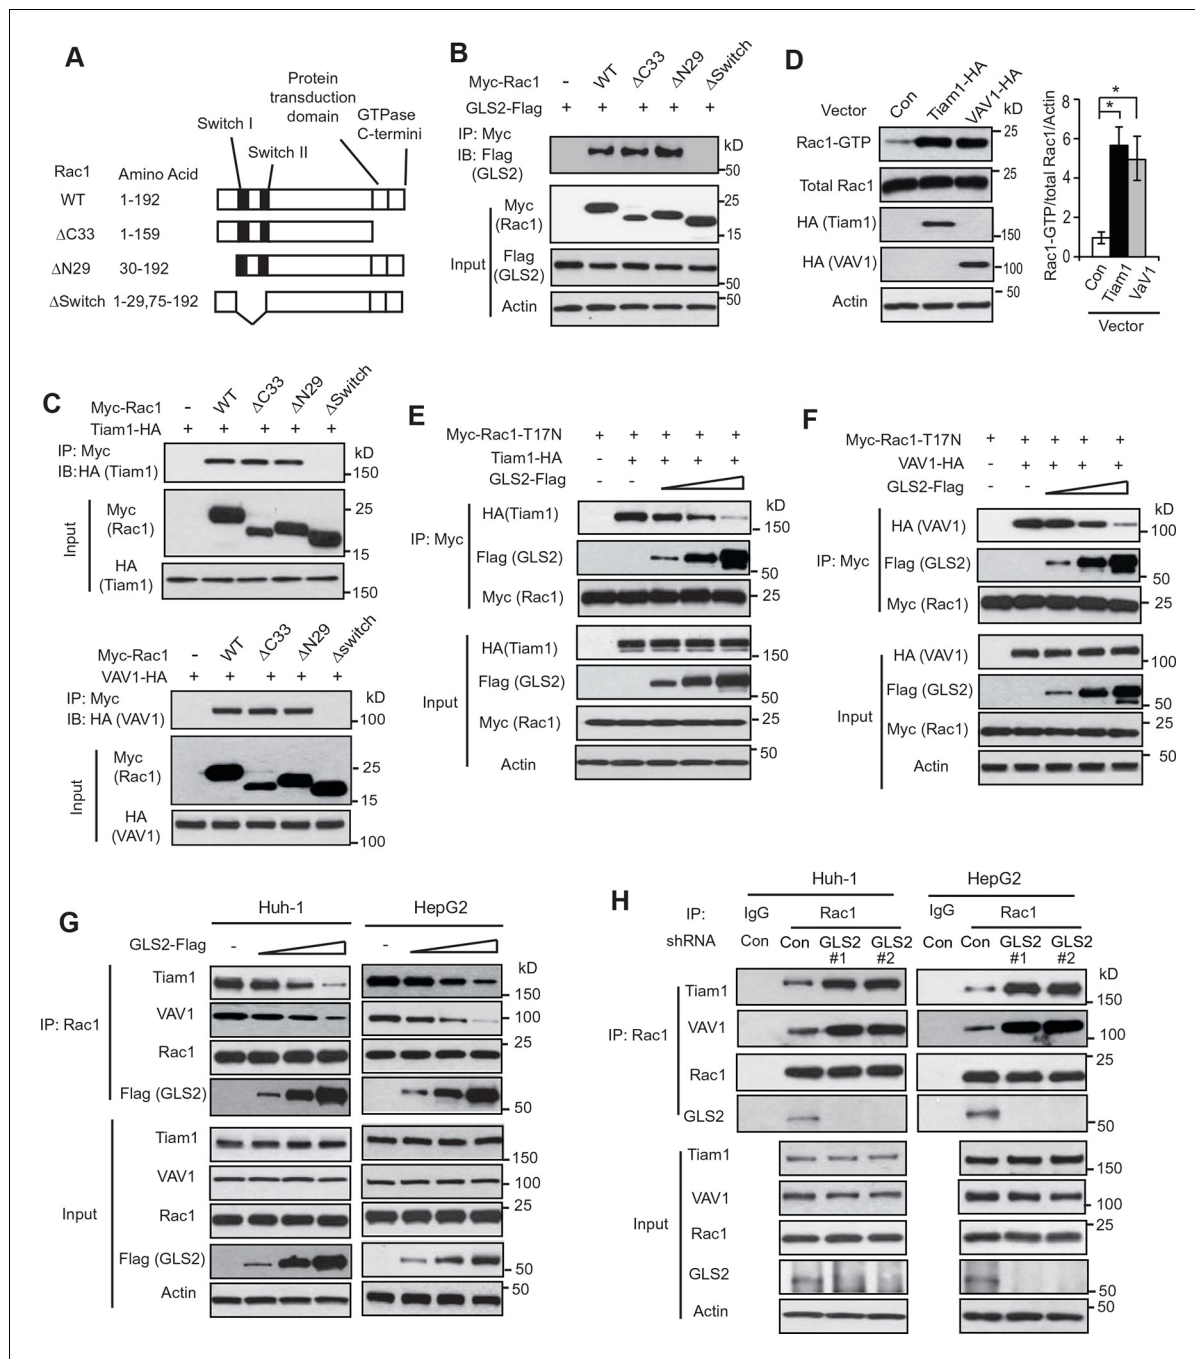 A
Protein
transduction
domain
GTPase
C-termini
Switch I
Switch II
Rac1 Amino Acid
WT 1-192
ΔC33 1-159
ΔN29 30-192
ΔSwitch 1-29,75-192
B
Myc-Rac1 - WT ΔC33 ΔN29 ΔSwitch
GLS2-Flag + + + + +
IP: Myc
IB: Flag
(GLS2)
kD
50
Myc
(Rac1)
25
15
Input
Flag
(GLS2)
50
Actin
50
D
Vector Con Tiam1-HA VAV1-HA
kD
Rac1-GTP
25
Total Rac1
25
HA (Tiam1)
150
HA (VAV1)
100
Actin
50
Rac1-GTP/total Rac1/Actin
8
6
4
2
0
*
*
Con Tiam1 VaV1
Vector
C
Myc-Rac1 - WT ΔC33 ΔN29 ΔSwitch
Tiam1-HA + + + + +
IP: Myc
IB:HA (Tiam1)
kD
150
Input
Myc
(Rac1)
25
15
HA
(Tiam1)
150
Myc-Rac1 - WT ΔC33 ΔN29 Δswitch
VAV1-HA + + + + +
IP: Myc
IB: HA (VAV1)
kD
100
Input
Myc
(Rac1)
25
15
HA
(VAV1)
100
E
Myc-Rac1-T17N + + + + +
Tiam1-HA - + + + +
GLS2-Flag - -
kD
IP: Myc
HA(Tiam1)
150
Flag (GLS2)
50
Myc (Rac1)
25
Input
HA(Tiam1)
150
Flag (GLS2)
50
Myc (Rac1)
25
Actin
50
F
Myc-Rac1-T17N + + + + +
VAV1-HA - + + + +
GLS2-Flag - -
kD
IP: Myc
HA (VAV1)
100
Flag (GLS2)
50
Myc (Rac1)
25
Input
HA (VAV1)
100
Flag (GLS2)
50
Myc (Rac1)
25
Actin
50
G
Huh-1 HepG2
GLS2-Flag - -
kD
IP: Rac1
Tiam1
150
VAV1
100
Rac1
25
Flag (GLS2)
50
Input
Tiam1
150
VAV1
100
Rac1
25
Flag (GLS2)
50
Actin
50
H
Huh-1 HepG2
IP: IgG Rac1 IgG Rac1
shRNA Con Con GLS2 GLS2 Con Con GLS2 GLS2
#1 #2 #1 #2
kD
IP: Rac1
Tiam1
150
VAV1
100
Rac1
25
GLS2
50
Input
Tiam1
150
VAV1
100
Rac1
25
GLS2
50
Actin
50